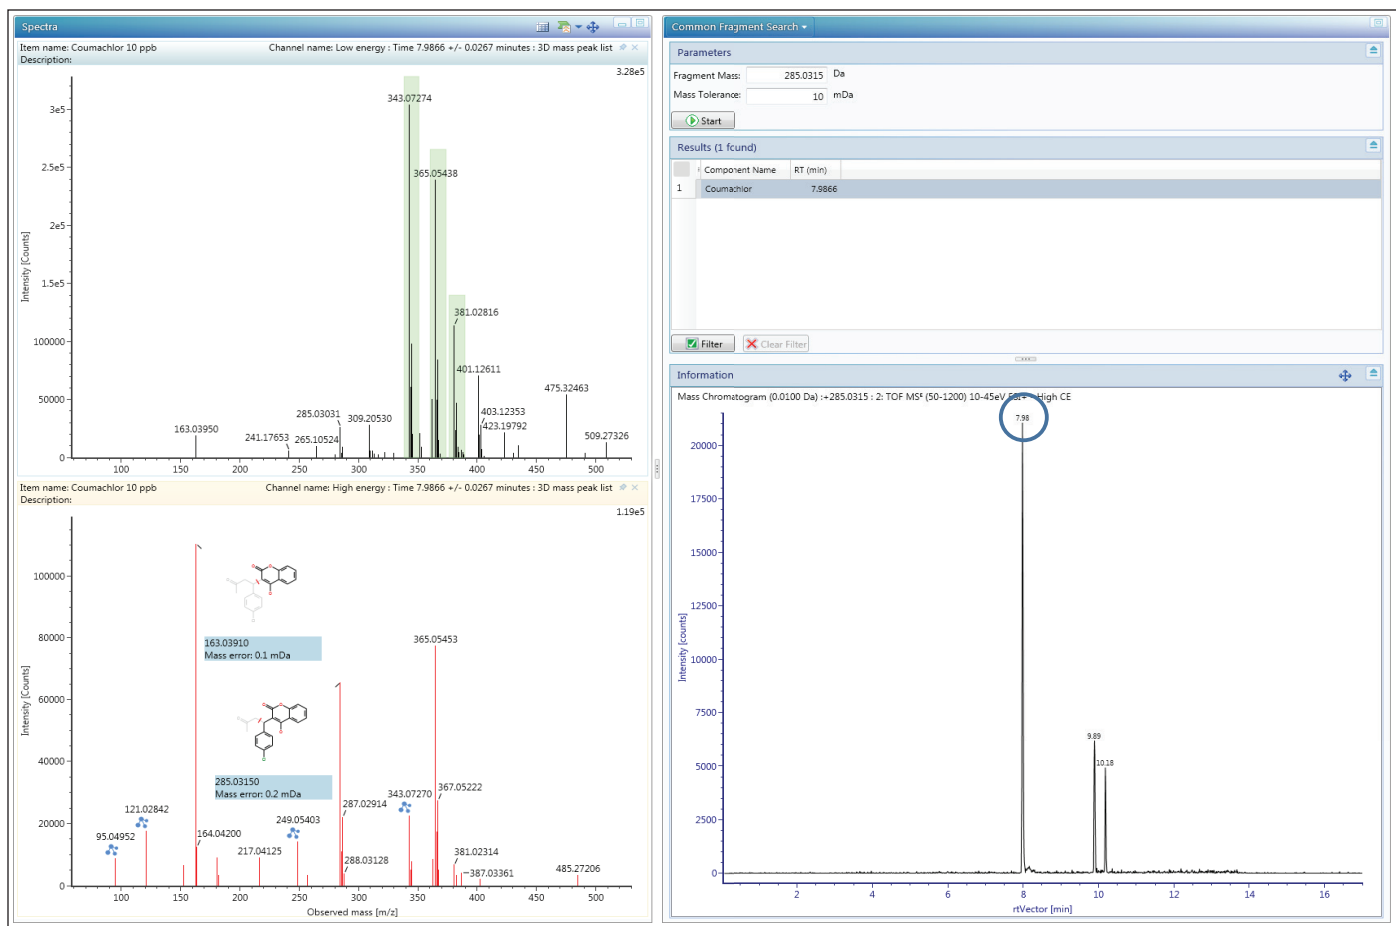 Spectra
Item name: Coumachlor 10 ppb
Channel name: Low energy : Time 7.9866 +/- 0.0267 minutes : 3D mass peak list
Description:
3.28e5
343.07274
3e5
2.5e5
365.05438
2e5
Intensity [Counts]
1.5e5
381.02816
100000
401.12611
475.32463
50000
285.03031
309.20530
403.12353
423.19792
163.03950
241.17653
265.10524
509.27326
0
100
150
200
250
300
350
400
450
500
Item name: Coumachlor 10 ppb
Channel name: High energy : Time 7.9866 +/- 0.0267 minutes : 3D mass peak list
Description:
1.19e5
100000
80000
163.03910
Mass error: 0.1 mDa
365.05453
60000
Intensity [Counts]
40000
285.03150
Mass error: 0.2 mDa
367.05222
343.07270
287.02914
121.02842
249.05403
20000
95.04952
164.04200
217.04125
288.03128
381.02314
387.03361
485.27206
0
100
150
200
250
300
350
400
450
500
Observed mass [m/z]
Common Fragment Search
Parameters
Fragment Mass: 285.0315 Da
Mass Tolerance: 10 mDa
Start
Results (1 fcund)
Component Name RT (min)
1 Coumachlor 7.9866
Filter
Clear Filter
Information
Mass Chromatogram (0.0100 Da) :+285.0315 : 2: TOF MSᴱ (50-1200) 10-45eV ESI+ - High CE
7.98
20000
17500
15000
12500
Intensity [counts]
10000
7500
9.89
10.18
5000
2500
0
2
4
6
8
10
12
14
16
rtVector [min]